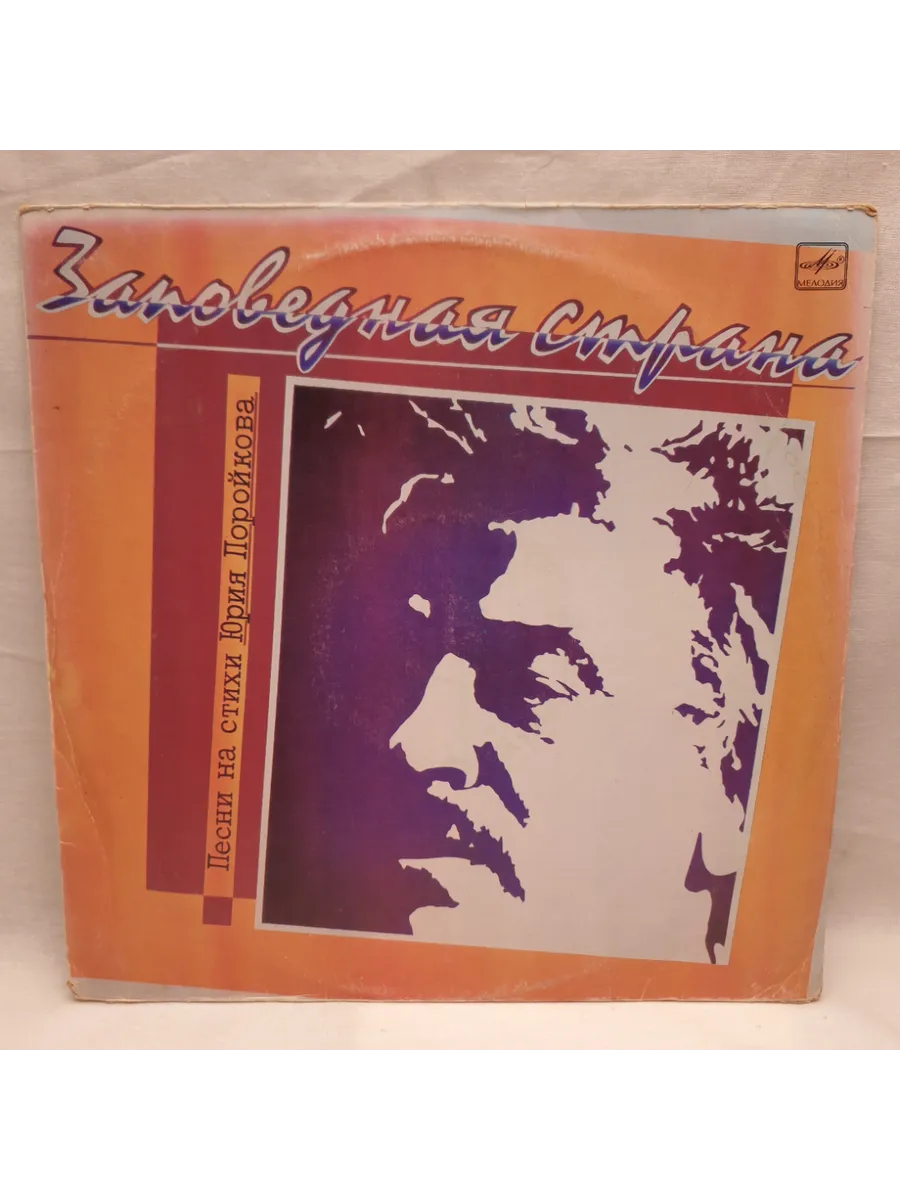 Заповедная страна
МЕЛОДИЯ
Песни на стихи Юрия Поройкова